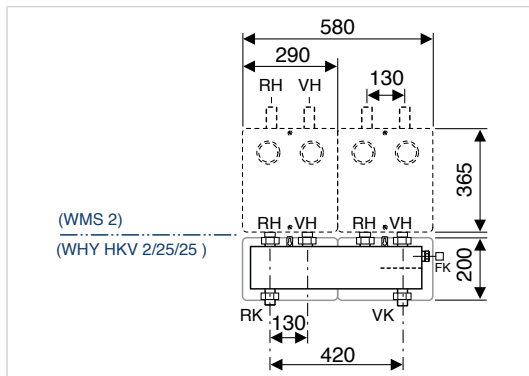 580
290
RH VH
130
365
(WMS 2)
RH VH RH VH
(WHY HKV 2/25/25 )
FK
200
RK
130
VK
420